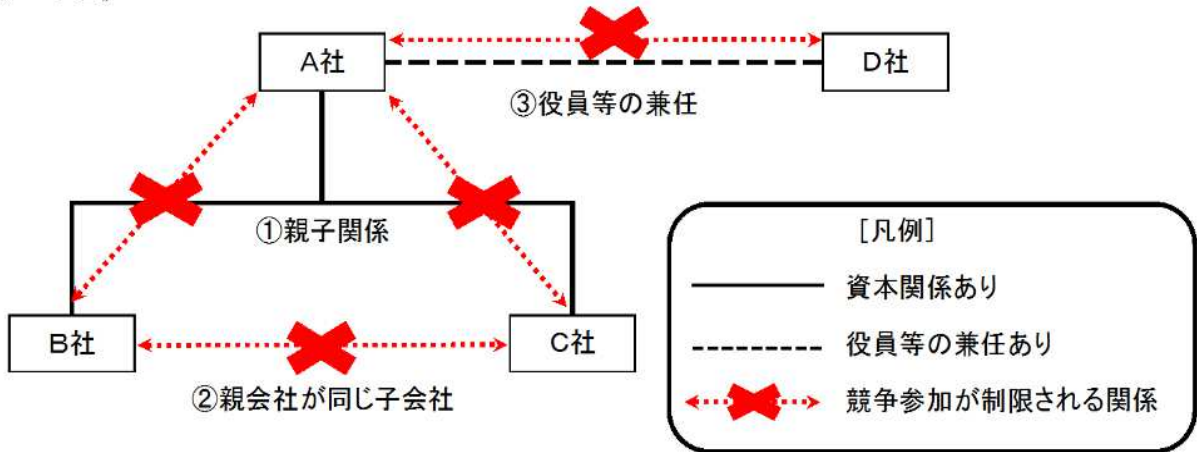 A社
D社
③役員等の兼任
①親子関係
B社
C社
②親会社が同じ子会社
[凡例]
資本関係あり
役員等の兼任あり
競争参加が制限される関係